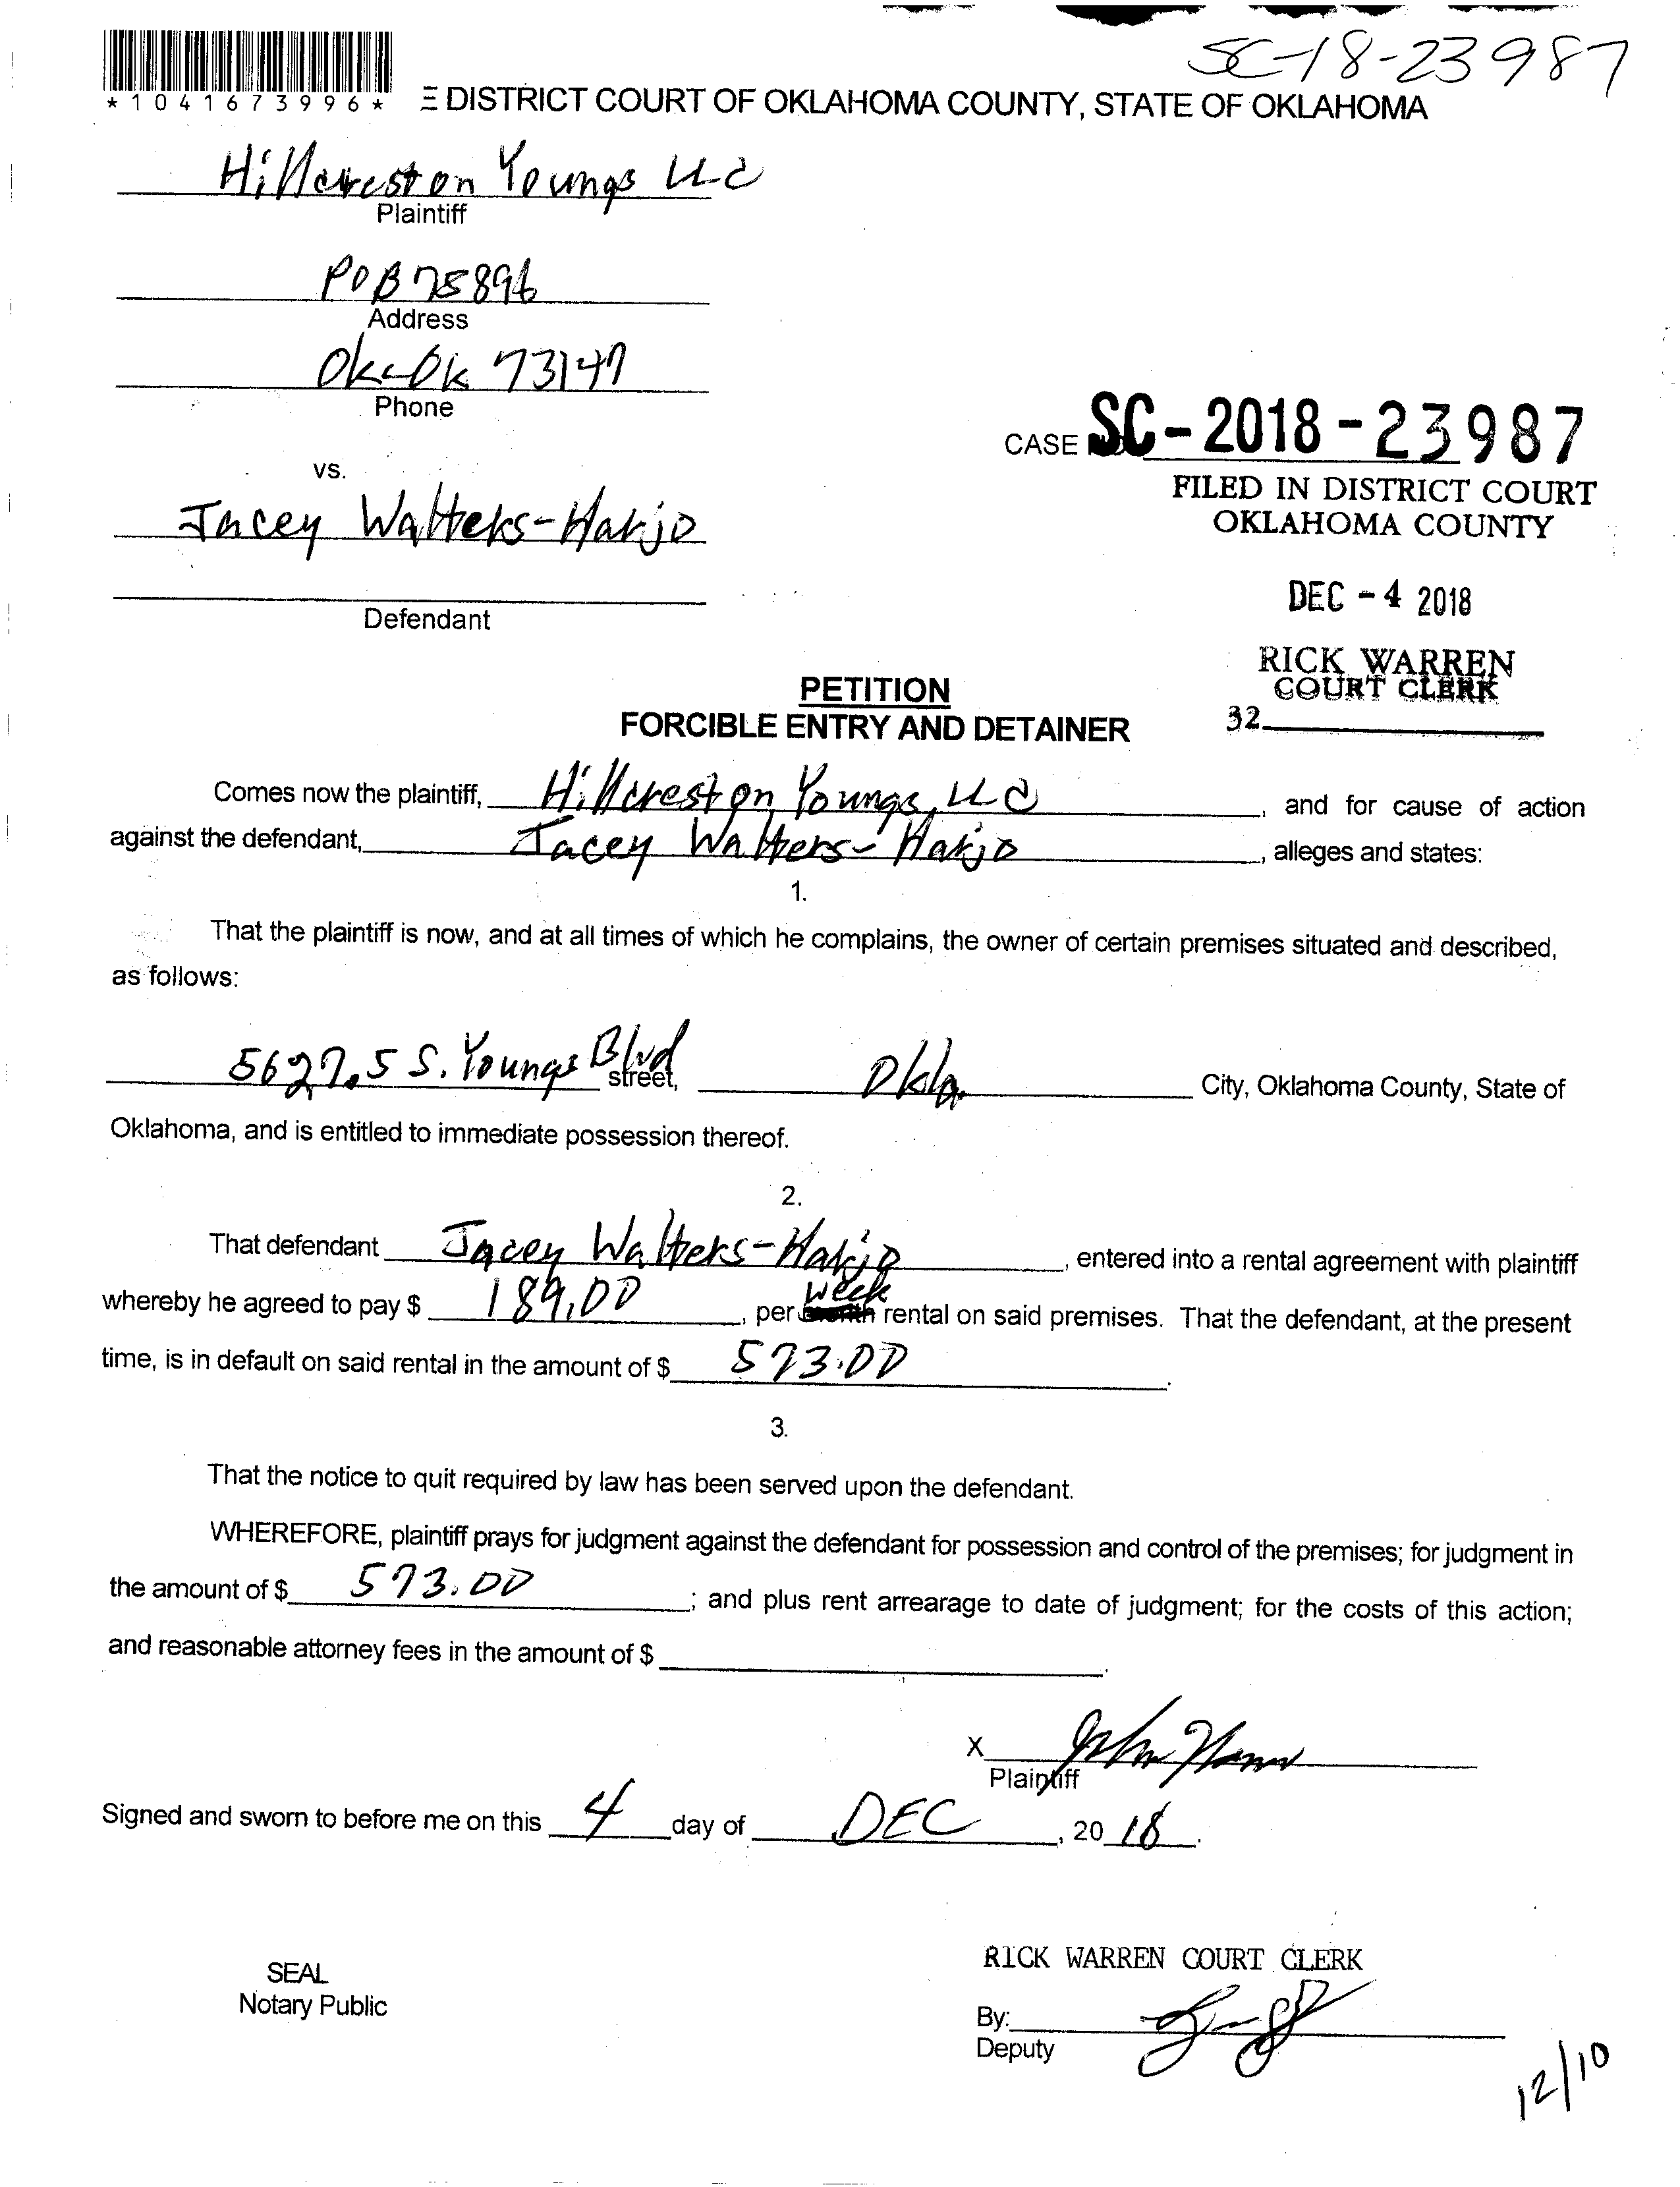 SC-18-23987
*1041673996*
E DISTRICT COURT OF OKLAHOMA COUNTY, STATE OF OKLAHOMA
Hillcrest on Youngs LLC
Plaintiff
POB 75896
Address
Okc Ok 73147
Phone
CASE SC-2018-23987
vs.
FILED IN DISTRICT COURT
OKLAHOMA COUNTY
Jacey Walters-Harjo
DEC -4 2018
Defendant
RICK WARREN
COURT CLERK
32
PETITION
FORCIBLE ENTRY AND DETAINER
Comes now the plaintiff, Hillcrest on Youngs, LLC, and for cause of action
against the defendant, Jacey Walters-Harjo, alleges and states:
1.
That the plaintiff is now, and at all times of which he complains, the owner of certain premises situated and described,
as follows:
5627.5 S. Youngs Blvd street, Okla. City, Oklahoma County, State of
Oklahoma, and is entitled to immediate possession thereof.
2.
That defendant Jacey Walters-Harjo, entered into a rental agreement with plaintiff
whereby he agreed to pay $ 189.00, per month week rental on said premises. That the defendant, at the present
time, is in default on said rental in the amount of $ 573.00.
3.
That the notice to quit required by law has been served upon the defendant.
WHEREFORE, plaintiff prays for judgment against the defendant for possession and control of the premises; for judgment in
the amount of $ 573.00; and plus rent arrearage to date of judgment; for the costs of this action;
and reasonable attorney fees in the amount of $ .
X John
Plaintiff
Signed and sworn to before me on this 4 day of DEC, 20 18.
RICK WARREN COURT CLERK
SEAL
Notary Public
By:
Deputy
12/10